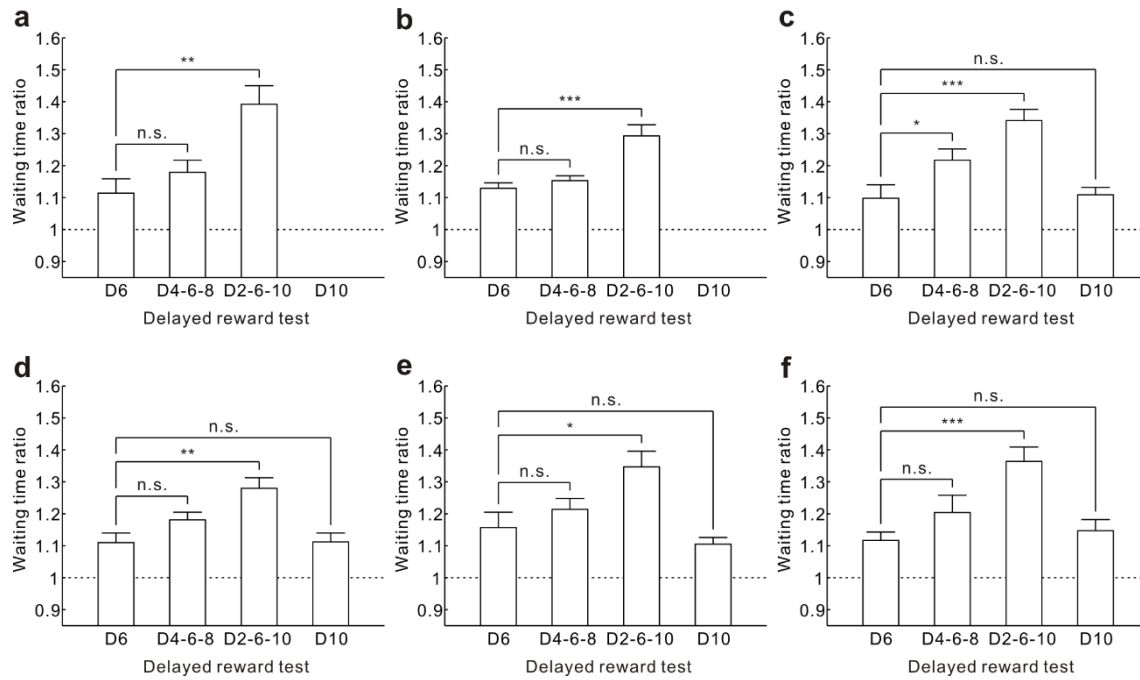 a
1.6
1.5
1.4
1.3
1.2
1.1
1
0.9
Waiting time ratio
**
n.s.
D6 D4-6-8 D2-6-10 D10
Delayed reward test
b
1.6
1.5
1.4
1.3
1.2
1.1
1
0.9
Waiting time ratio
***
n.s.
D6 D4-6-8 D2-6-10 D10
Delayed reward test
c
1.6
1.5
1.4
1.3
1.2
1.1
1
0.9
Waiting time ratio
n.s.
***
*
D6 D4-6-8 D2-6-10 D10
Delayed reward test
d
1.6
1.5
1.4
1.3
1.2
1.1
1
0.9
Waiting time ratio
n.s.
**
n.s.
D6 D4-6-8 D2-6-10 D10
Delayed reward test
e
1.6
1.5
1.4
1.3
1.2
1.1
1
0.9
Waiting time ratio
n.s.
*
n.s.
D6 D4-6-8 D2-6-10 D10
Delayed reward test
f
1.6
1.5
1.4
1.3
1.2
1.1
1
0.9
Waiting time ratio
n.s.
***
n.s.
D6 D4-6-8 D2-6-10 D10
Delayed reward test